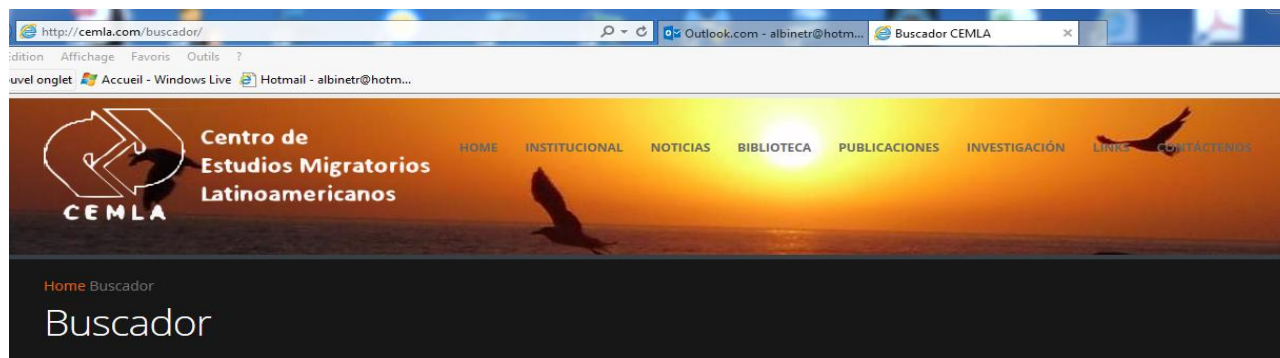 http://cemla.com/buscador/
Outlook.com - albinetr@hotm...
Buscador CEMLA
Edition Affichage Favoris Outils ?
uvel onglet Accueil - Windows Live Hotmail - albinetr@hotm...
Centro de
Estudios Migratorios
Latinoamericanos
CEMLA
HOME INSTITUCIONAL NOTICIAS BIBLIOTECA PUBLICACIONES INVESTIGACIÓN LINKS CONTÁCTENOS
Home Buscador
Buscador